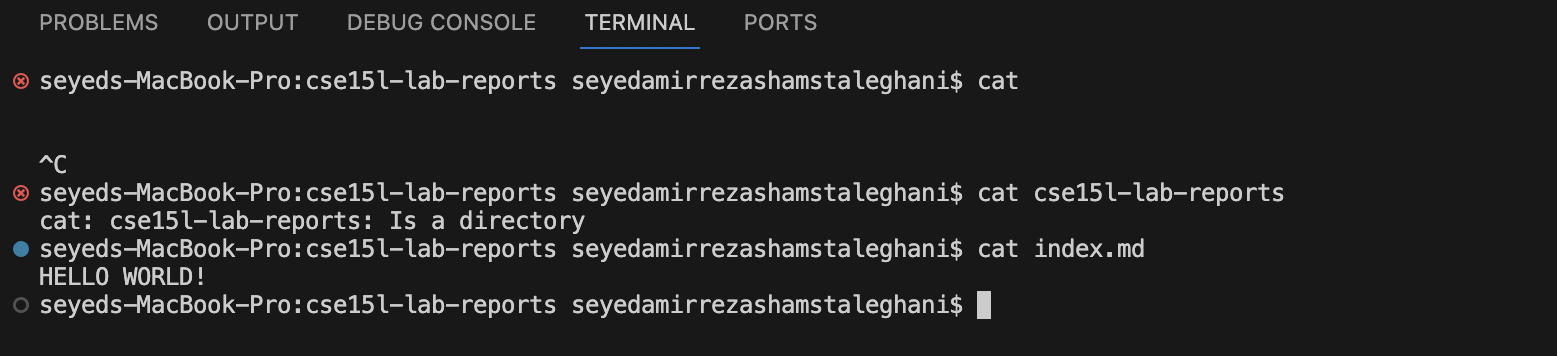 PROBLEMS OUTPUT DEBUG CONSOLE TERMINAL PORTS
seyeds-MacBook-Pro:cse15l-lab-reports seyedamirrezashamstaleghani$ cat
^C
seyeds-MacBook-Pro:cse15l-lab-reports seyedamirrezashamstaleghani$ cat cse15l-lab-reports
cat: cse15l-lab-reports: Is a directory
seyeds-MacBook-Pro:cse15l-lab-reports seyedamirrezashamstaleghani$ cat index.md
HELLO WORLD!
seyeds-MacBook-Pro:cse15l-lab-reports seyedamirrezashamstaleghani$